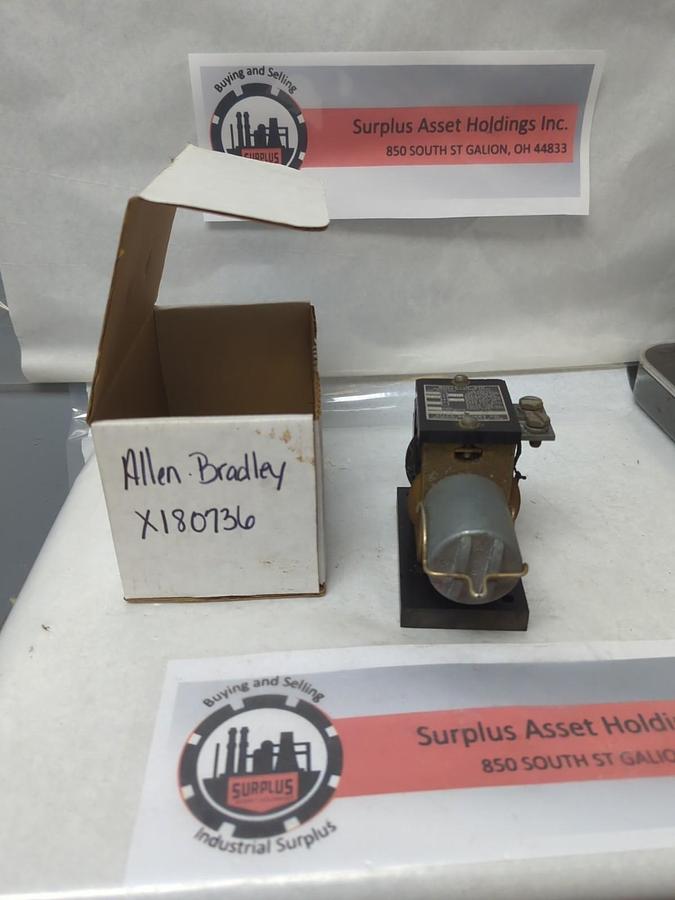 Buying and Selling
SURPLUS
Surplus Asset Holdings Inc.
850 SOUTH ST GALION, OH 44833
Allen-Bradley
X180736
Buying and Selling
SURPLUS
Industrial Surplus
Surplus Asset Holdi
850 SOUTH ST GALIO